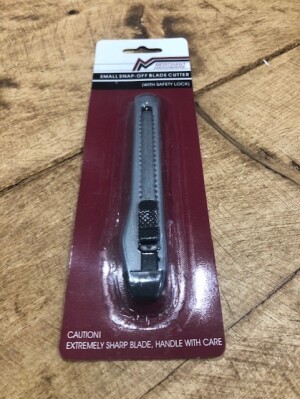 SMALL SNAP-OFF BLADE CUTTER
(WITH SAFETY LOCK)
CAUTION!
EXTREMELY SHARP BLADE, HANDLE WITH CARE